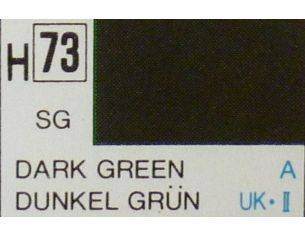 H 73
SG
DARK GREEN A
DUNKEL GRÜN UK・II